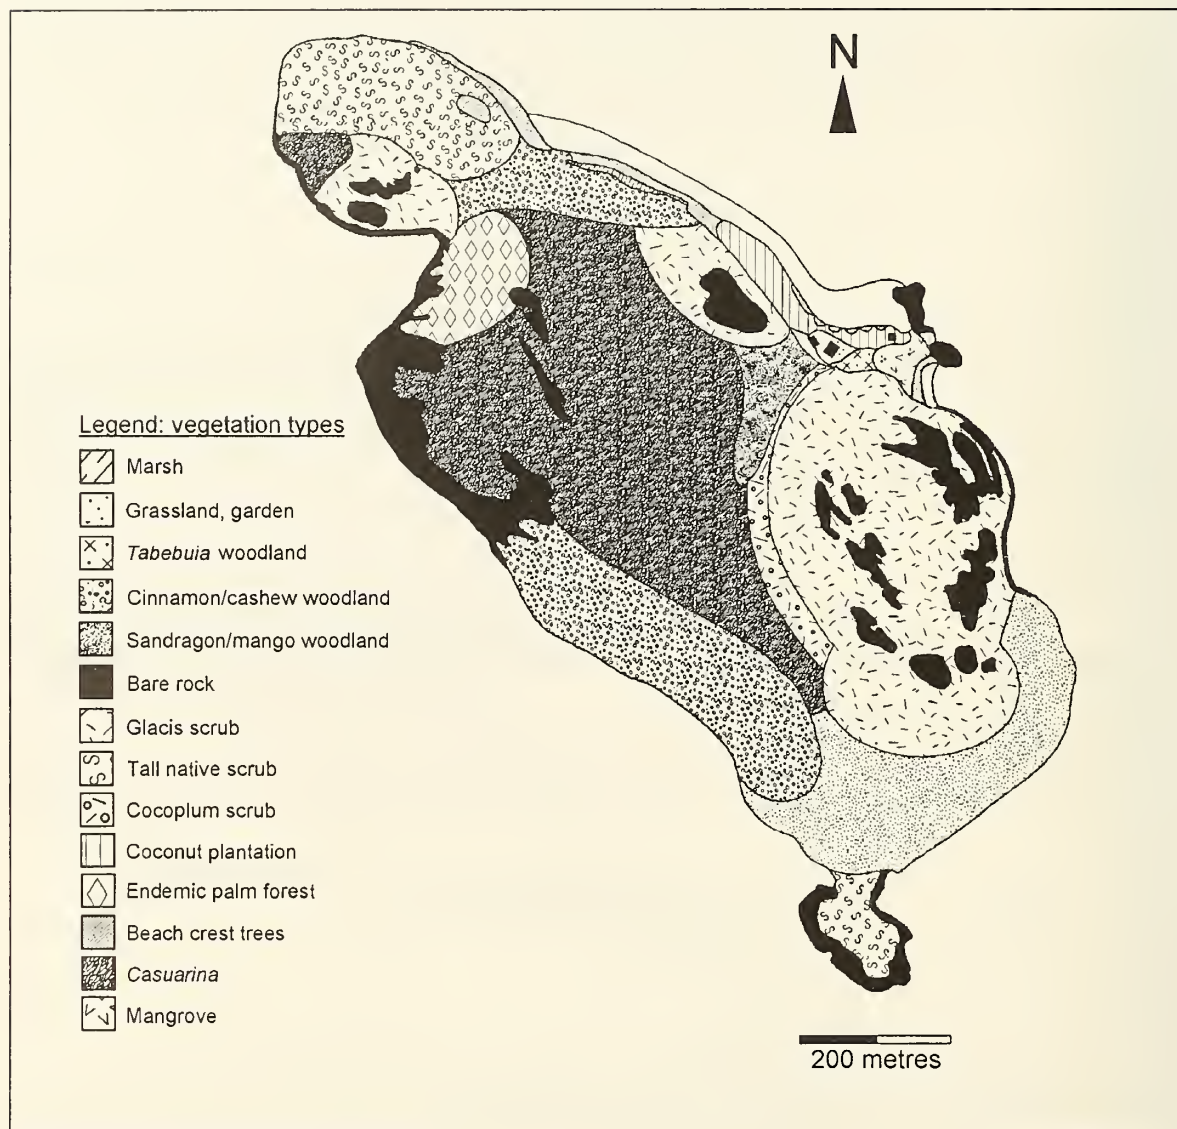 N
Legend: vegetation types
Marsh
Grassland, garden
Tabebuia woodland
Cinnamon/cashew woodland
Sandragon/mango woodland
Bare rock
Glacis scrub
Tall native scrub
Cocoplum scrub
Coconut plantation
Endemic palm forest
Beach crest trees
Casuarina
Mangrove
200 metres